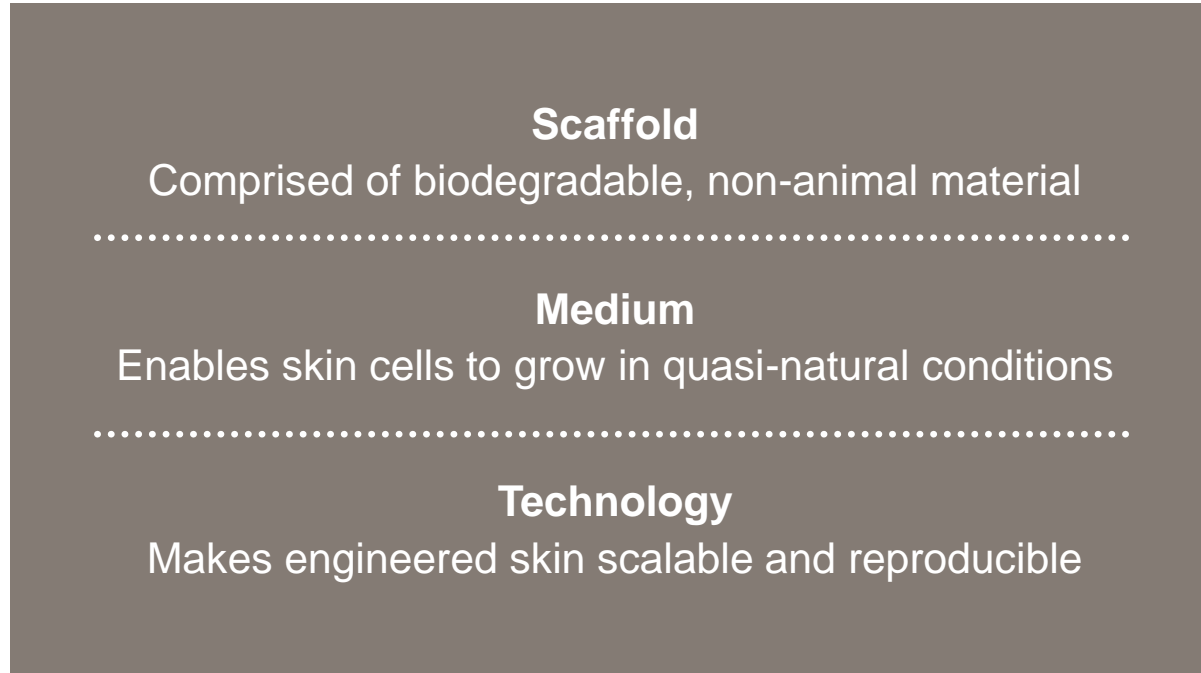 Scaffold
Comprised of biodegradable, non-animal material
Medium
Enables skin cells to grow in quasi-natural conditions
Technology
Makes engineered skin scalable and reproducible